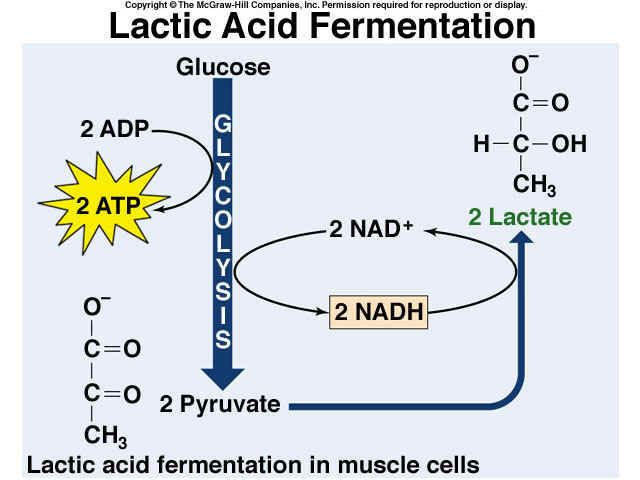 Copyright © The McGraw-Hill Companies, Inc. Permission required for reproduction or display.
Lactic Acid Fermentation
Glucose
GLYCOLYSIS
2 ADP
2 ATP
O⁻
C=O
H—C—OH
CH₃
2 Lactate
2 NAD⁺
2 NADH
O⁻
C=O
C=O
CH₃
2 Pyruvate
Lactic acid fermentation in muscle cells